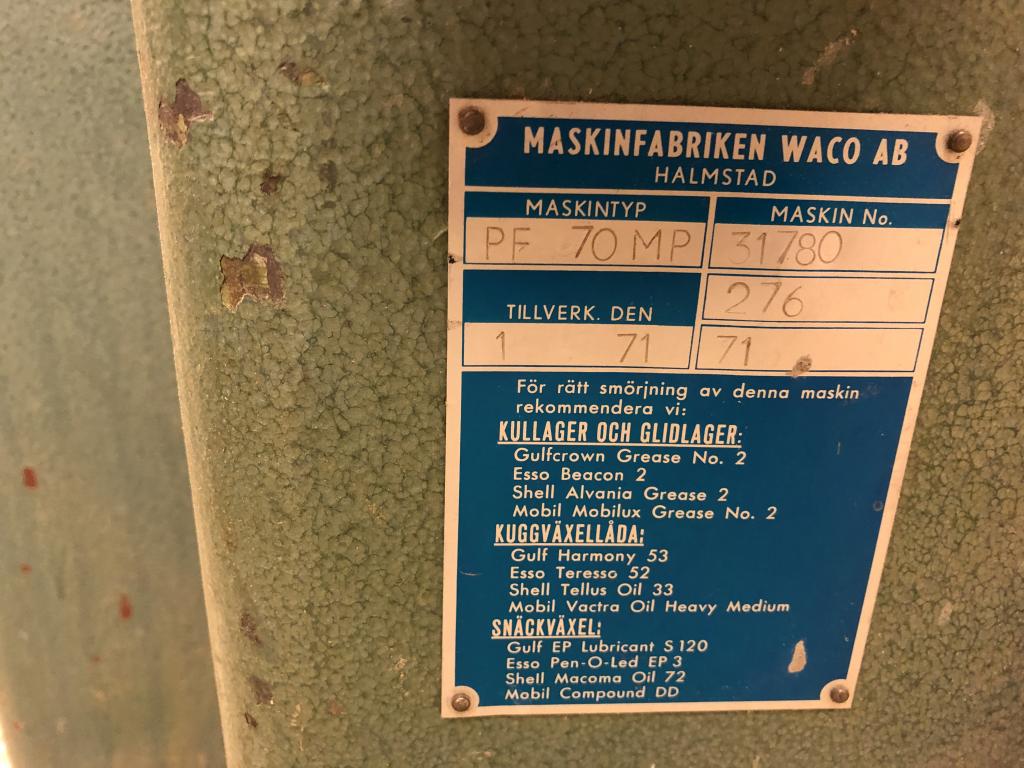 MASKINFABRIKEN WACO AB
HALMSTAD
MASKINTYP
PF 70 MP
MASKIN No.
31780
276
TILLVERK. DEN
1 71
71
För rätt smörjning av denna maskin
rekommendera vi:
KULLAGER OCH GLIDLAGER:
Gulfcrown Grease No. 2
Esso Beacon 2
Shell Alvania Grease 2
Mobil Mobilux Grease No. 2
KUGGVÄXELLÅDA:
Gulf Harmony 53
Esso Teresso 52
Shell Tellus Oil 33
Mobil Vactra Oil Heavy Medium
SNÄCKVÄXEL:
Gulf EP Lubricant S 120
Esso Pen-O-Led EP 3
Shell Macoma Oil 72
Mobil Compound DD